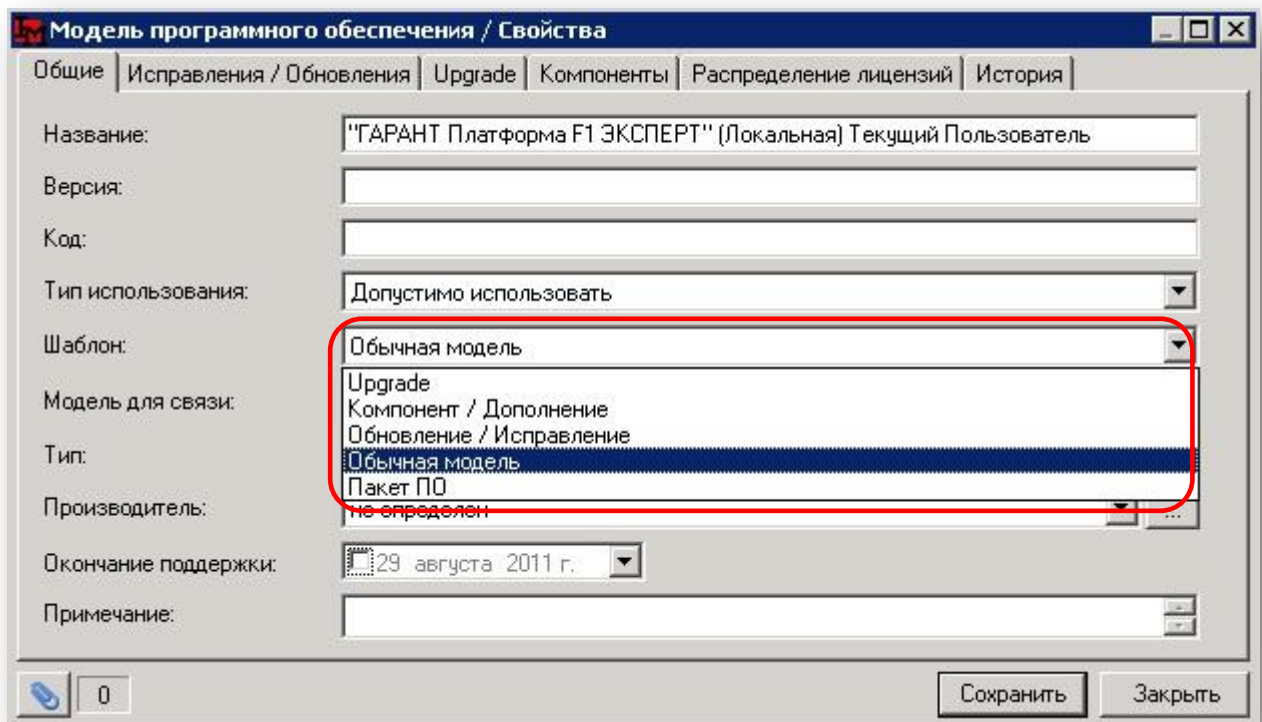 Модель программного обеспечения / Свойства
Общие Исправления / Обновления Upgrade Компоненты Распределение лицензий История
Название: "ГАРАНТ Платформа F1 ЭКСПЕРТ" (Локальная) Текущий Пользователь
Версия:
Код:
Тип использования: Допустимо использовать
Шаблон: Обычная модель
Upgrade
Модель для связи: Компонент / Дополнение
Обновление / Исправление
Тип: Обычная модель
Пакет ПО
Производитель: не определен ...
Окончание поддержки: 29 августа 2011 г.
Примечание:
0 Сохранить Закрыть